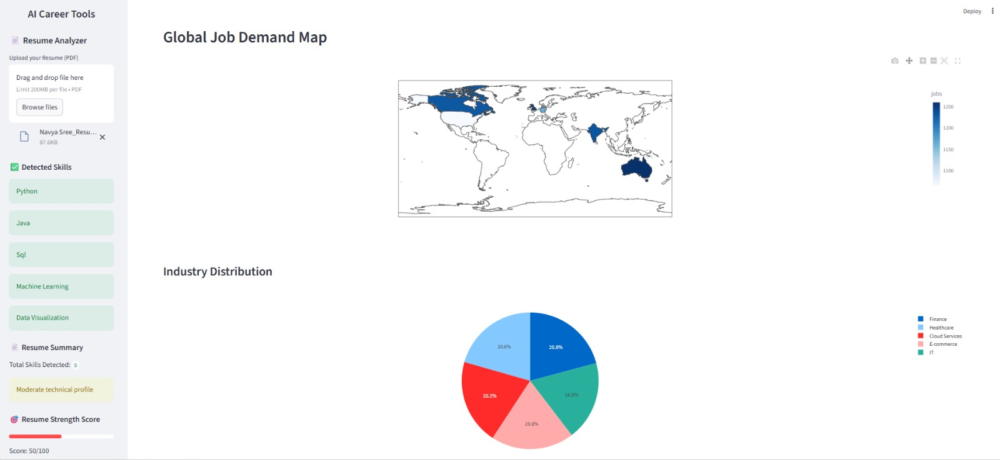 AI Career Tools
Resume Analyzer
Upload your Resume (PDF)
Drag and drop file here
Limit 200MB per file • PDF
Browse files
Navya Sree_Resu...
87.6KB
Detected Skills
Python
Java
Sql
Machine Learning
Data Visualization
Resume Summary
Total Skills Detected: 5
Moderate technical profile
Resume Strength Score
Score: 50/100
Deploy
Global Job Demand Map
jobs
1250
1200
1150
1100
Industry Distribution
20.6%
20.8%
20.2%
18.8%
19.6%
Finance
Healthcare
Cloud Services
E-commerce
IT